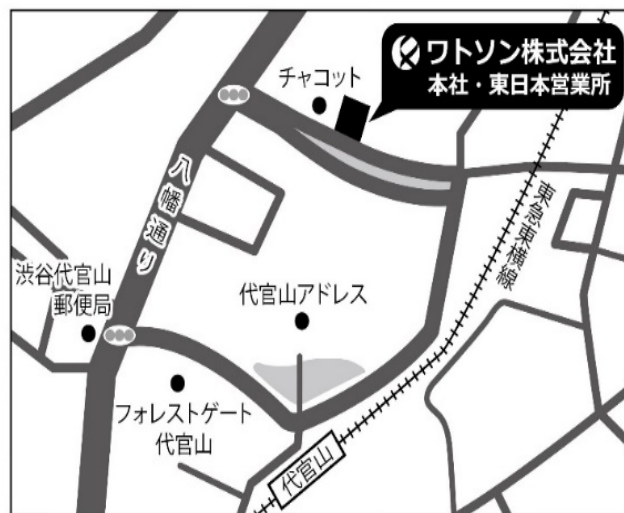 ワトソン株式会社
本社・東日本営業所
チャコット
八幡通り
東急東横線
渋谷代官山
郵便局
代官山アドレス
フォレストゲート
代官山
代官山